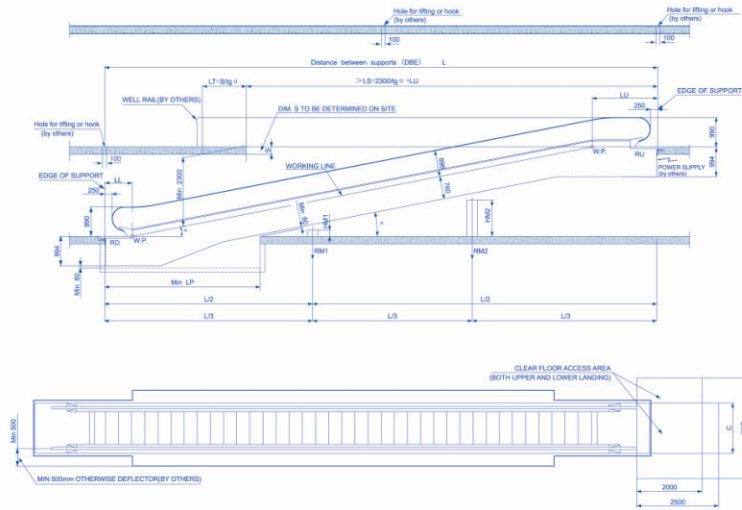 Hole for lifting or hook
(by others)
100
Hole for lifting or hook
(by others)
100
Distance between supports (DBE) L
LT=S/tg α
>LS=2300/tg α +LU
LU
250
EDGE OF SUPPORT
WELL RAIL(BY OTHERS)
DIM. S TO BE DETERMINED ON SITE
Hole for lifting or hook
(by others)
100
S
990
W.P.
RU
994
POWER SUPPLY
(by others)
EDGE OF SUPPORT
LL
250
Min 2300
WORKING LINE
990
RD
W.P.
HM1
HM2
994
RM1
RM2
Min LP
L/2
L/2
L/3
L/3
L/3
CLEAR FLOOR ACCESS AREA
(BOTH UPPER AND LOWER LANDING)
Min 500
C
MIN 500mm OTHERWISE DEFLECTOR(BY OTHERS)
2000
2500